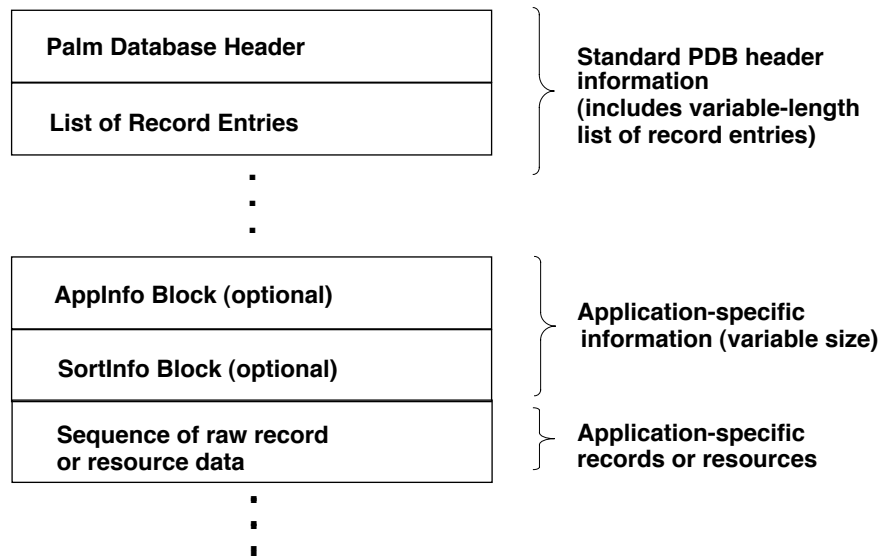 Palm Database Header
List of Record Entries
Standard PDB header
information
(includes variable-length
list of record entries)
AppInfo Block (optional)
SortInfo Block (optional)
Application-specific
information (variable size)
Sequence of raw record
or resource data
Application-specific
records or resources